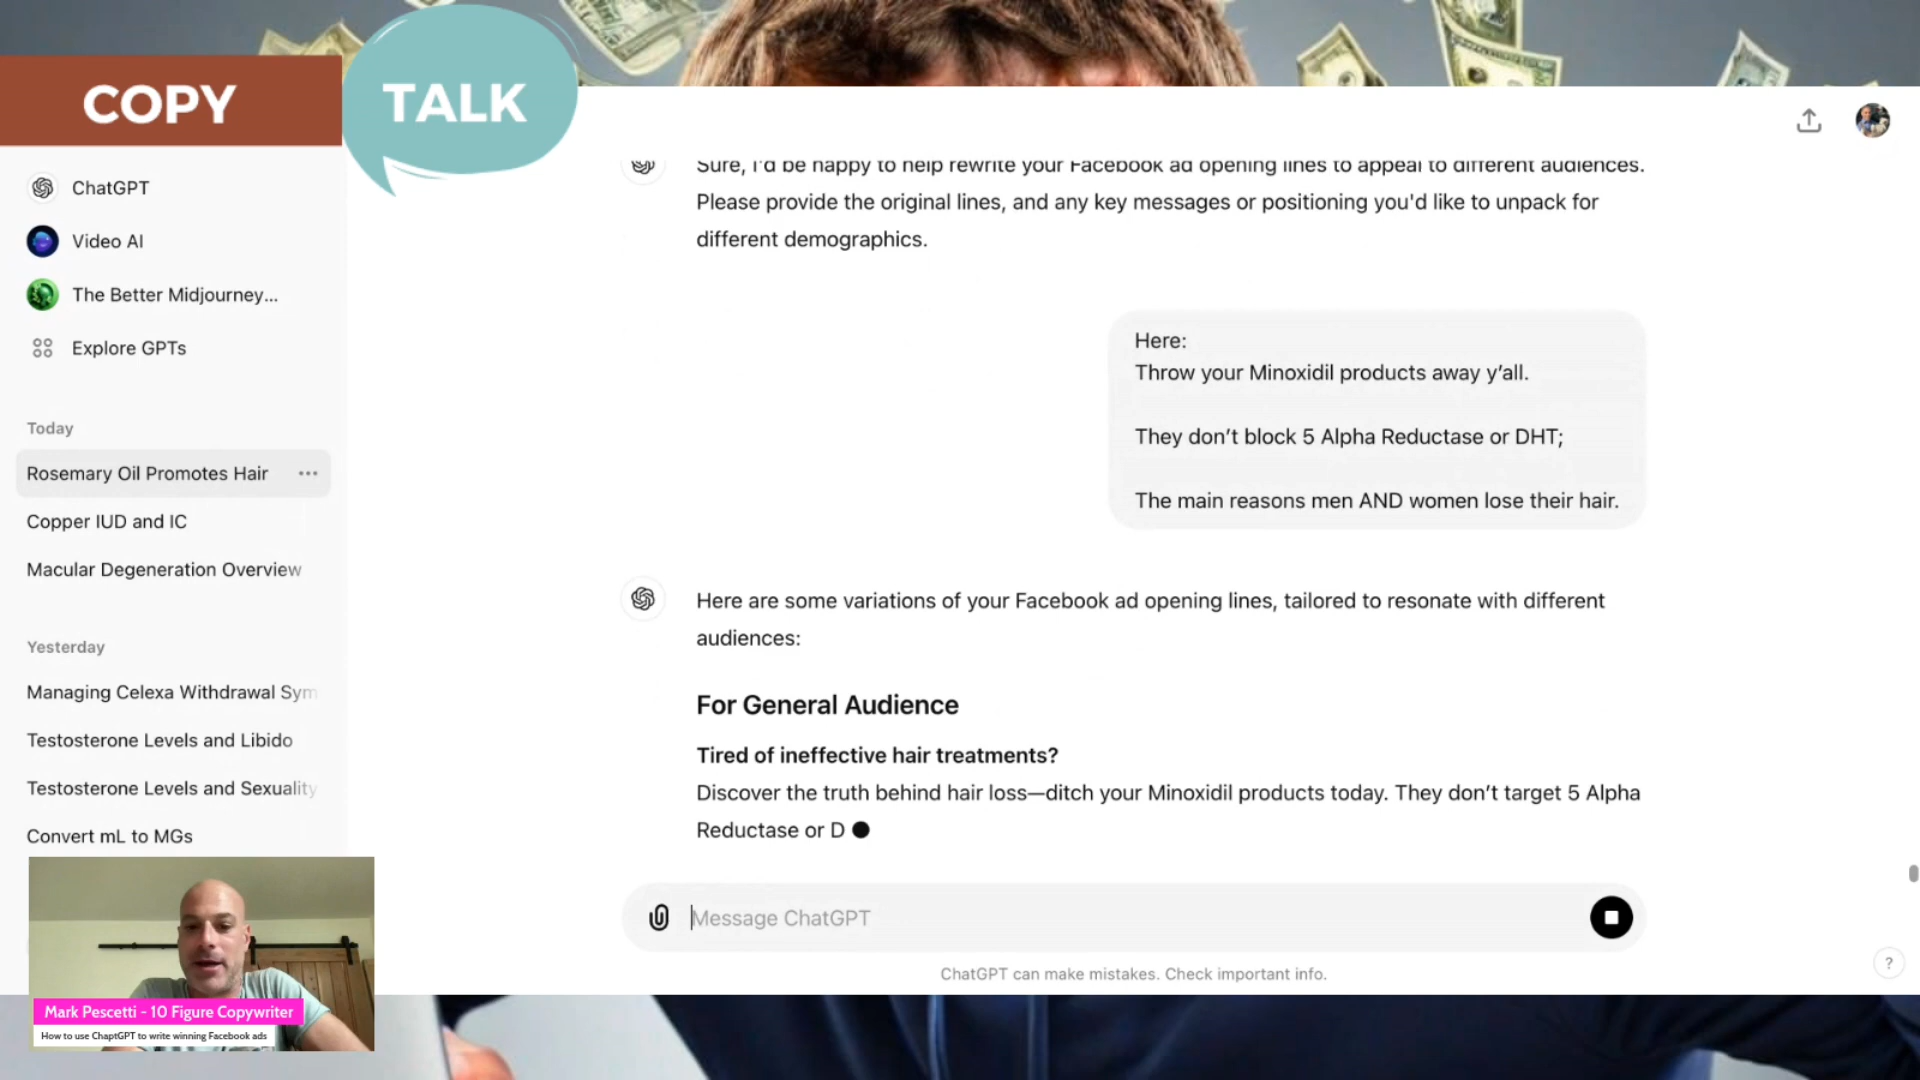 COPY
TALK
ChatGPT
Video AI
The Better Midjourney...
Explore GPTs
Today
Rosemary Oil Promotes Hair
Copper IUD and IC
Macular Degeneration Overview
Yesterday
Managing Celexa Withdrawal Sym
Testosterone Levels and Libido
Testosterone Levels and Sexuality
Convert mL to MGs
Sure, I'd be happy to help rewrite your Facebook ad opening lines to appeal to different audiences.
Please provide the original lines, and any key messages or positioning you'd like to unpack for
different demographics.
Here:
Throw your Minoxidil products away y’all.
They don’t block 5 Alpha Reductase or DHT;
The main reasons men AND women lose their hair.
Here are some variations of your Facebook ad opening lines, tailored to resonate with different
audiences:
For General Audience
Tired of ineffective hair treatments?
Discover the truth behind hair loss—ditch your Minoxidil products today. They don’t target 5 Alpha
Reductase or D
Message ChatGPT
ChatGPT can make mistakes. Check important info.
?
Mark Pescetti - 10 Figure Copywriter
How to use ChaptGPT to write winning Facebook ads